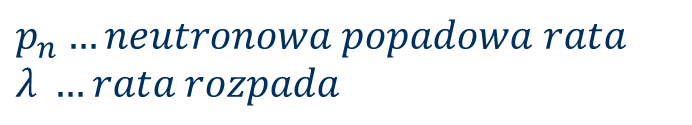 pₙ … neutronowa popadowa rata
λ … rata rozpada